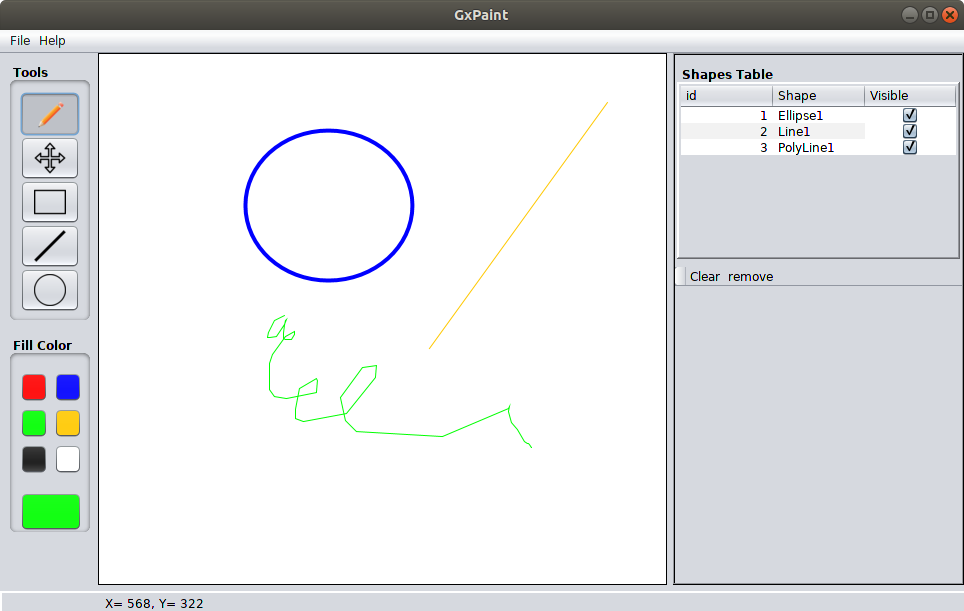 GxPaint
File Help
Tools
Fill Color
Shapes Table
id Shape Visible
1 Ellipse1
2 Line1
3 PolyLine1
Clear remove
X= 568, Y= 322